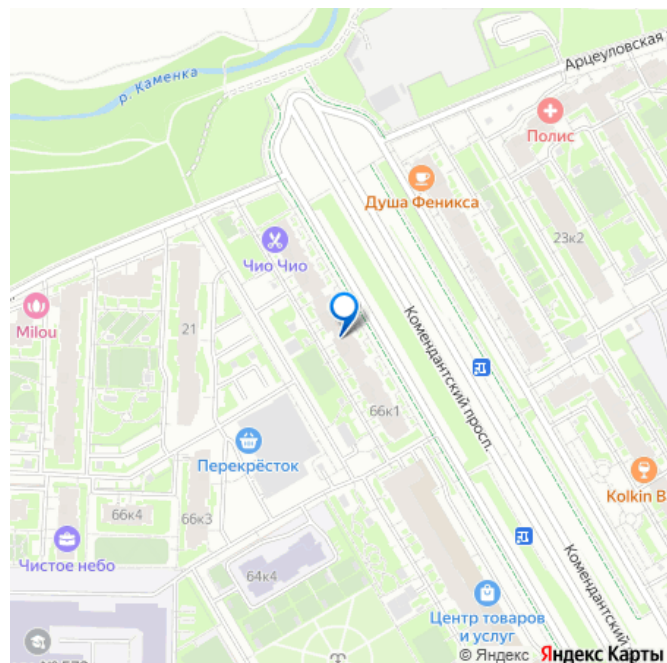 Арцеуловская
р. Каменка
Полис
Душа Феникса
23к2
Чио Чио
Milou
21
Комендантский просп.
66к1
Перекрёсток
Kolkin B
66к4
66к3
Чистое небо
64к4
Комендантский
Центр товаров
и услуг
© Яндекс Яндекс Карты